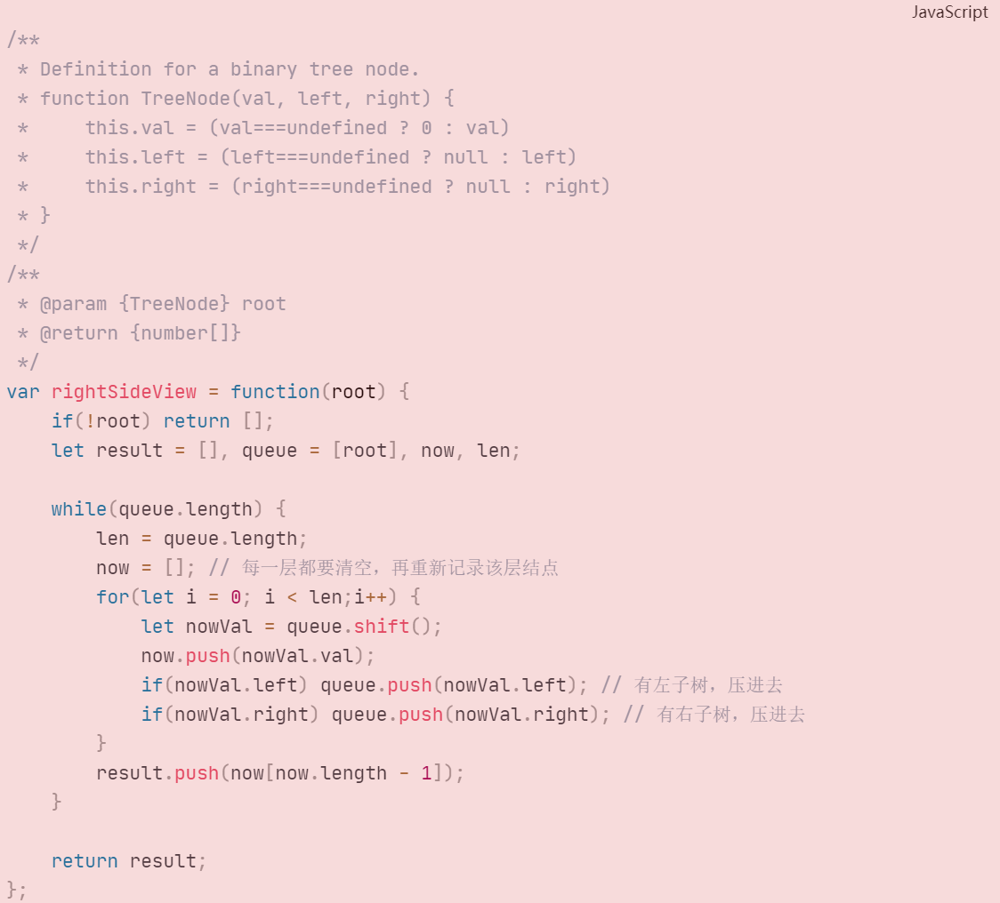 JavaScript
/**
 * Definition for a binary tree node.
 * function TreeNode(val, left, right) {
 *     this.val = (val===undefined ? 0 : val)
 *     this.left = (left===undefined ? null : left)
 *     this.right = (right===undefined ? null : right)
 * }
 */
/**
 * @param {TreeNode} root
 * @return {number[]}
 */
var rightSideView = function(root) {
    if(!root) return [];
    let result = [], queue = [root], now, len;

    while(queue.length) {
        len = queue.length;
        now = []; // 每一层都要清空，再重新记录该层结点
        for(let i = 0; i < len;i++) {
            let nowVal = queue.shift();
            now.push(nowVal.val);
            if(nowVal.left) queue.push(nowVal.left); // 有左子树，压进去
            if(nowVal.right) queue.push(nowVal.right); // 有右子树，压进去
        }
        result.push(now[now.length - 1]);
    }

    return result;
};